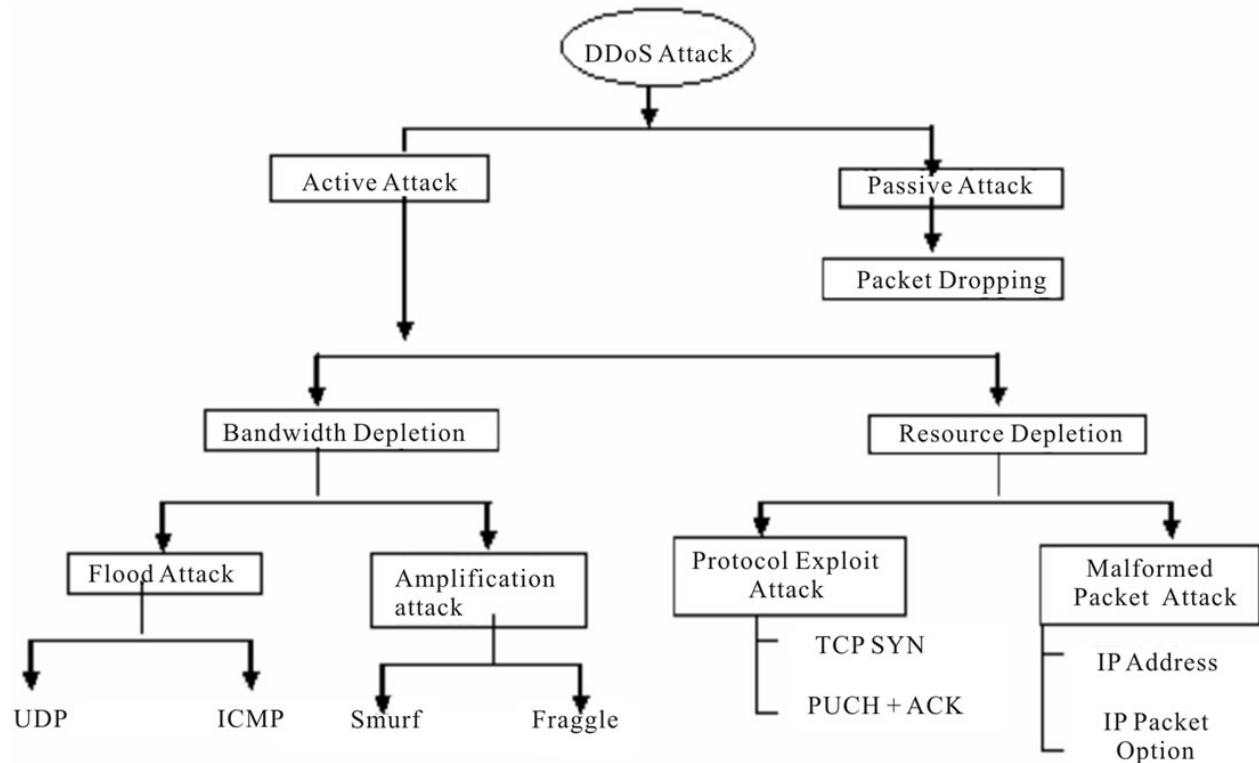 DDoS Attack
Active Attack
Passive Attack
Packet Dropping
Bandwidth Depletion
Resource Depletion
Flood Attack
Amplification
attack
Protocol Exploit
Attack
Malformed
Packet Attack
UDP
ICMP
Smurf
Fraggle
TCP SYN
PUCH + ACK
IP Address
IP Packet
Option